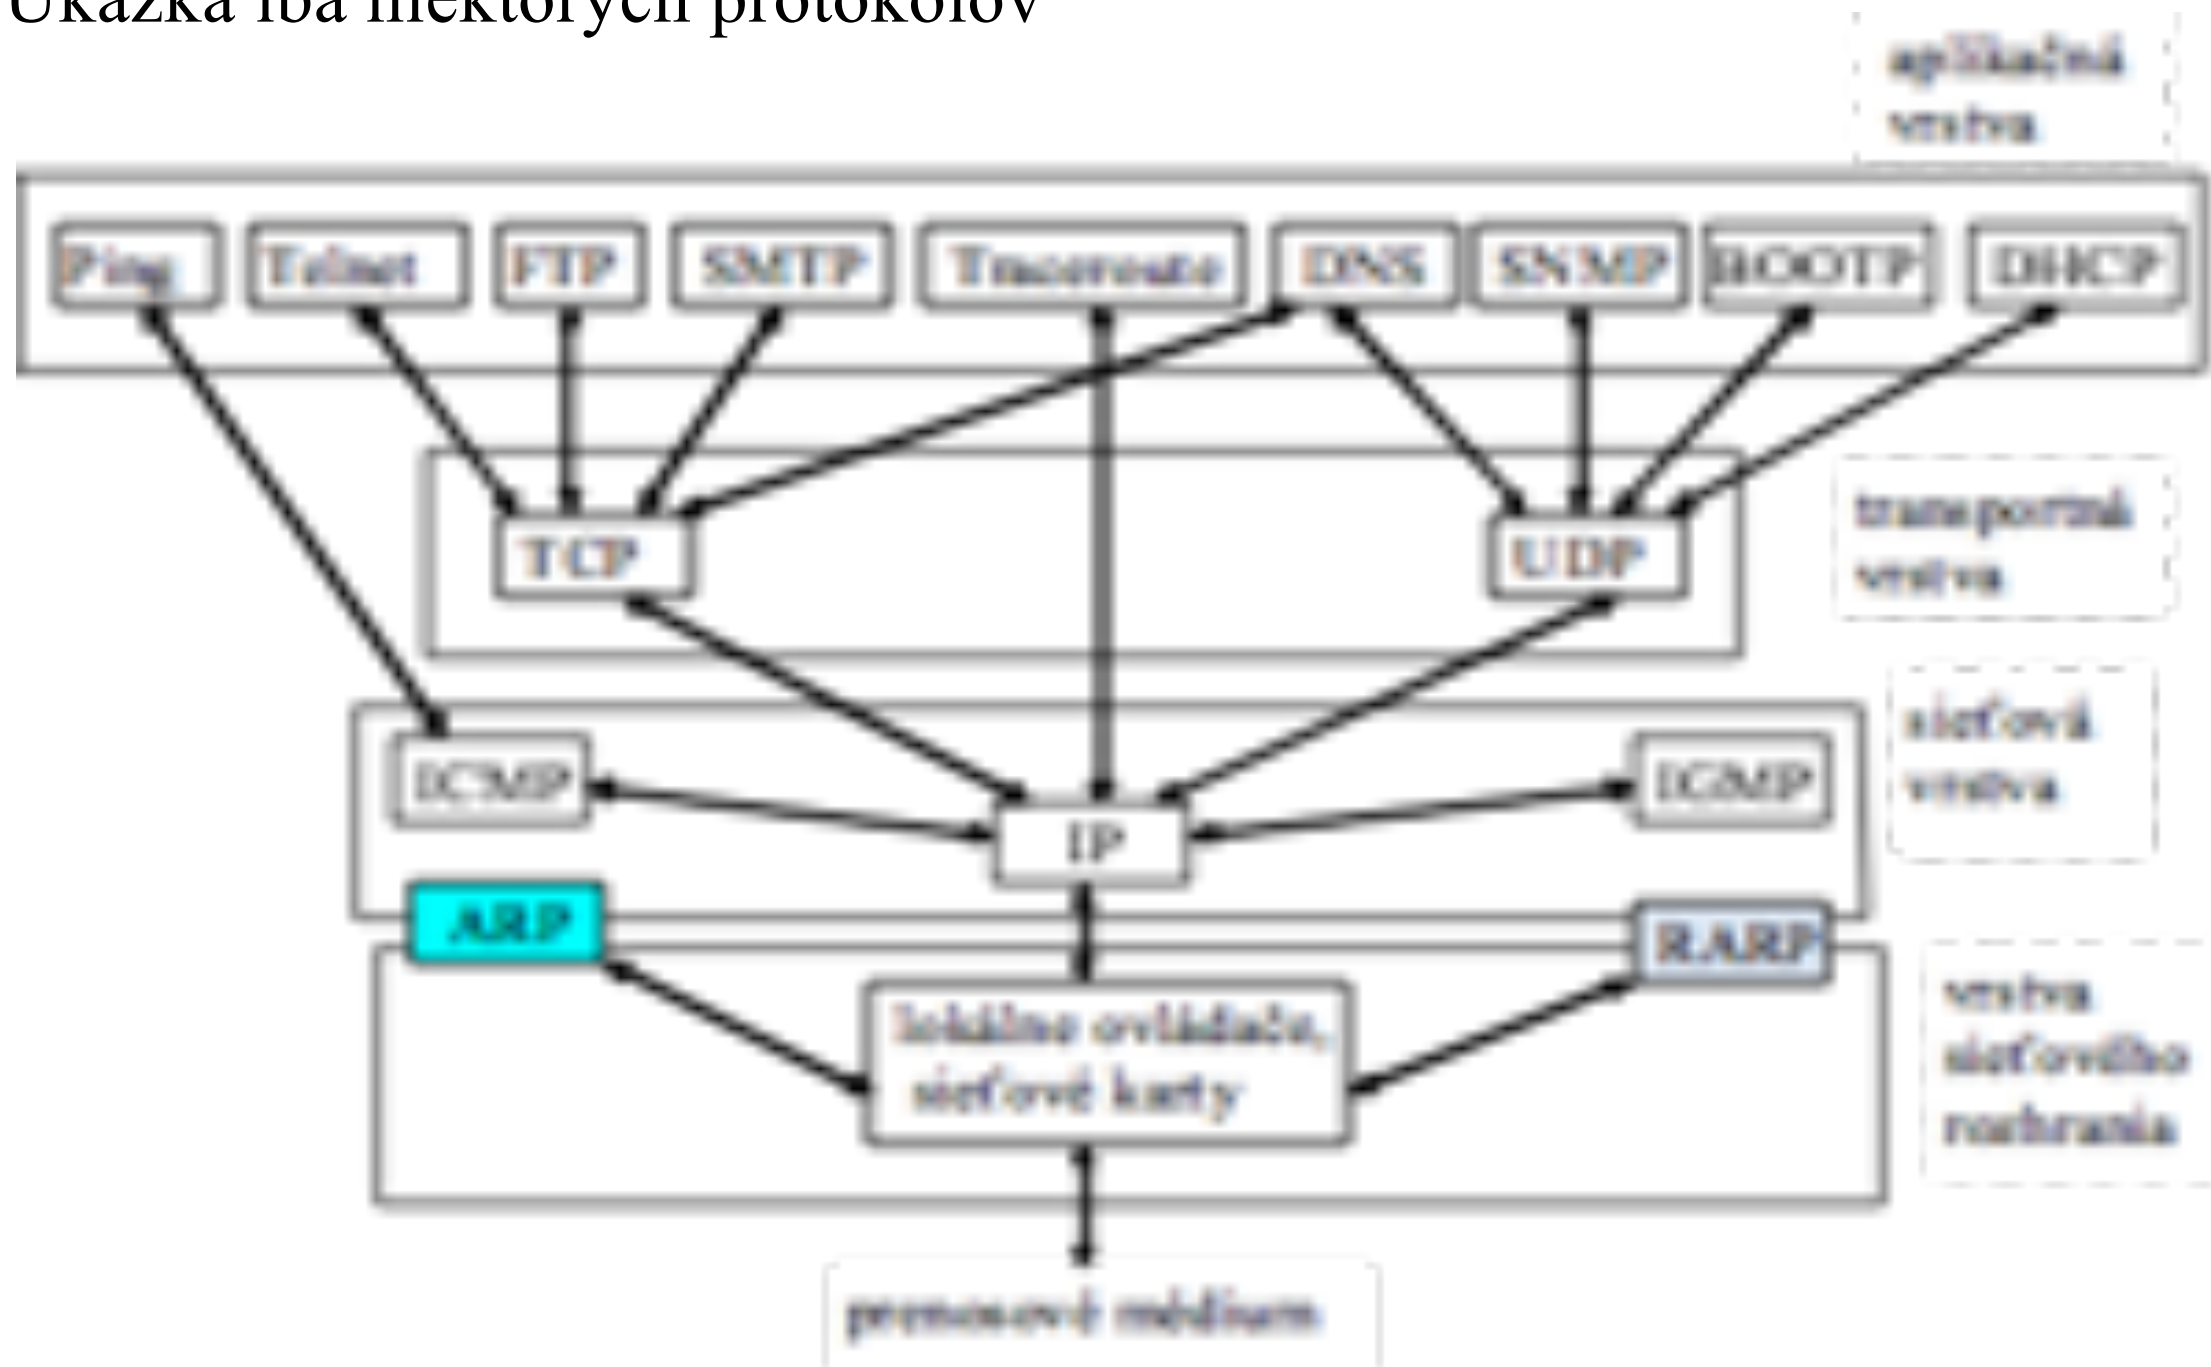 Ukážka iba niektorých protokolov
aplikačná
vrstva
Ping Telnet FTP SMTP Traceroute DNS SNMP BOOTP DHCP
TCP UDP
transportná
vrstva
sieťová
vrstva
ICMP IP IGMP
ARP RARP
lokálne ovládače,
sieťové karty
vrstva
sieťového
rozhrania
prenosové médium